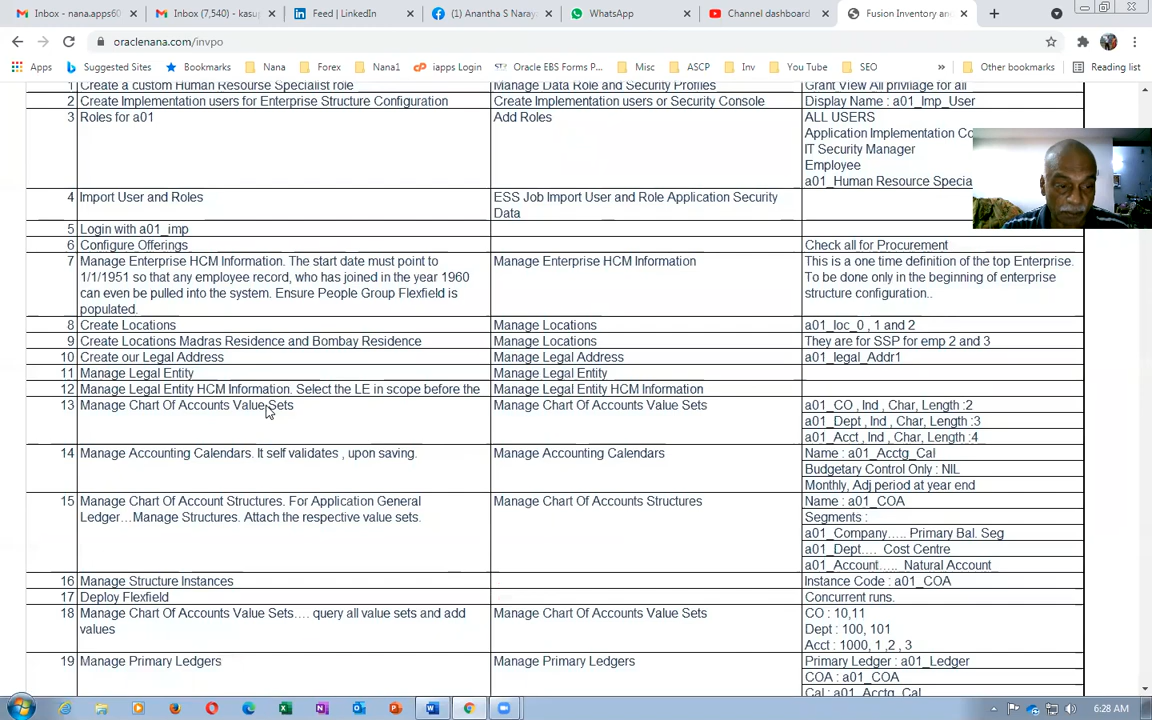 Inbox - nana.apps60
Inbox (7,540) - kasup
Feed | LinkedIn
(1) Anantha S Naray
WhatsApp
Channel dashboard
Fusion Inventory an
oraclenana.com/invpo
Apps
Suggested Sites
Bookmarks
Nana
Forex
Nana1
iapps Login
Oracle EBS Forms P...
Misc
ASCP
Inv
You Tube
SEO
»
Other bookmarks
Reading list
1 Create a custom Human Resourse Specialist role Manage Data Role and Security Profiles Grant View All privilage for all
2 Create Implementation users for Enterprise Structure Configuration Create Implementation users or Security Console Display Name : a01_Imp_User
3 Roles for a01 Add Roles ALL USERS
Application Implementation Co
IT Security Manager
Employee
a01_Human Resource Specia
4 Import User and Roles ESS Job Import User and Role Application Security
Data
5 Login with a01_imp
6 Configure Offerings Check all for Procurement
7 Manage Enterprise HCM Information. The start date must point to Manage Enterprise HCM Information This is a one time definition of the top Enterprise.
1/1/1951 so that any employee record, who has joined in the year 1960 To be done only in the beginning of enterprise
can even be pulled into the system. Ensure People Group Flexfield is structure configuration..
populated.
8 Create Locations Manage Locations a01_loc_0 , 1 and 2
9 Create Locations Madras Residence and Bombay Residence Manage Locations They are for SSP for emp 2 and 3
10 Create our Legal Address Manage Legal Address a01_legal_Addr1
11 Manage Legal Entity Manage Legal Entity
12 Manage Legal Entity HCM Information. Select the LE in scope before the Manage Legal Entity HCM Information
13 Manage Chart Of Accounts Value Sets Manage Chart Of Accounts Value Sets a01_CO , Ind , Char, Length :2
a01_Dept , Ind , Char, Length :3
a01_Acct , Ind , Char, Length :4
14 Manage Accounting Calendars. It self validates , upon saving. Manage Accounting Calendars Name : a01_Acctg_Cal
Budgetary Control Only : NIL
Monthly, Adj period at year end
15 Manage Chart Of Account Structures. For Application General Manage Chart Of Accounts Structures Name : a01_COA
Ledger…Manage Structures. Attach the respective value sets. Segments :
a01_Company….. Primary Bal. Seg
a01_Dept…. Cost Centre
a01_Account….. Natural Account
16 Manage Structure Instances Instance Code : a01_COA
17 Deploy Flexfield Concurrent runs.
18 Manage Chart Of Accounts Value Sets…. query all value sets and add Manage Chart Of Accounts Value Sets CO : 10,11
values Dept : 100, 101
Acct : 1000, 1 ,2 , 3
19 Manage Primary Ledgers Manage Primary Ledgers Primary Ledger : a01_Ledger
COA : a01_COA
Cal : a01_Acctg_Cal
6:28 AM